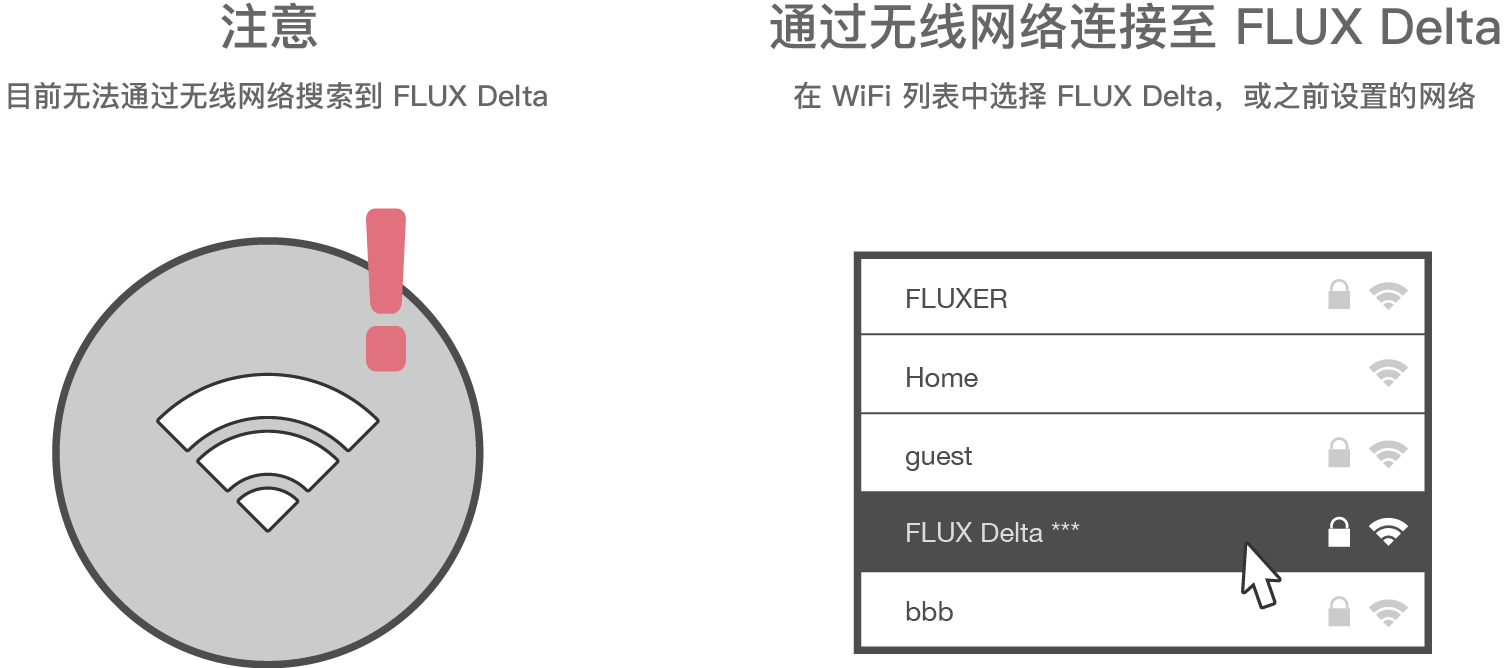 注意
目前无法通过无线网络搜索到 FLUX Delta
通过无线网络连接至 FLUX Delta
在 WiFi 列表中选择 FLUX Delta，或之前设置的网络
FLUXER
Home
guest
FLUX Delta ***
bbb